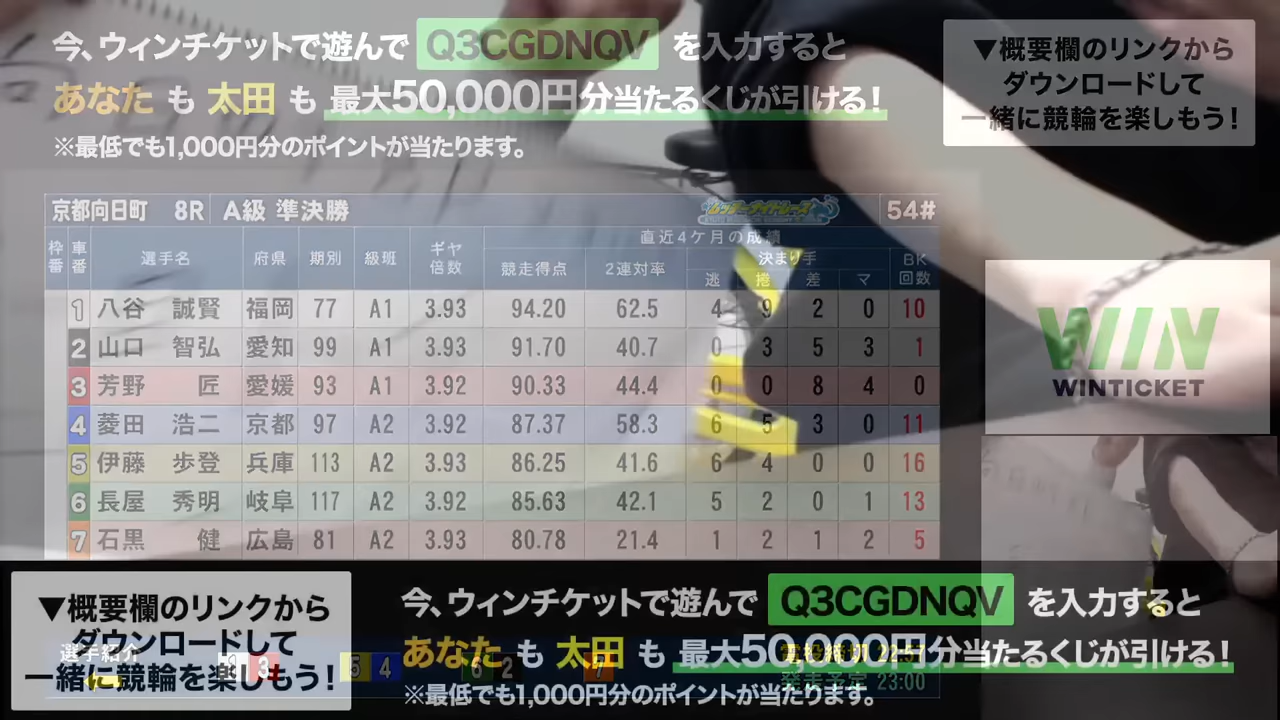 今、ウィンチケットで遊んで Q3CGDNQV を入力すると
あなた も 太田 も 最大50,000円分当たるくじが引ける!
※最低でも1,000円分のポイントが当たります。
▼概要欄のリンクから
ダウンロードして
一緒に競輪を楽しもう!
京都向日町 8R A級 準決勝 54#
枠番 車番 選手名 府県 期別 級班 ギヤ倍数 直近4ケ月の成績
競走得点 2連対率 決まり手 BK回数
逃 捲 差 マ
1 八谷 誠賢 福岡 77 A1 3.93 94.20 62.5 4 9 2 0 10
2 山口 智弘 愛知 99 A1 3.93 91.70 40.7 0 3 5 3 1
3 芳野 匠 愛媛 93 A1 3.92 90.33 44.4 0 0 8 4 0
4 菱田 浩二 京都 97 A2 3.92 87.37 58.3 6 5 3 0 11
5 伊藤 歩登 兵庫 113 A2 3.93 86.25 41.6 6 4 0 0 16
6 長屋 秀明 岐阜 117 A2 3.92 85.63 42.1 5 2 0 1 13
7 石黒 健 広島 81 A2 3.93 80.78 21.4 1 2 1 2 5
WIN
WINTICKET
▼概要欄のリンクから
ダウンロードして
一緒に競輪を楽しもう!
今、ウィンチケットで遊んで Q3CGDNQV を入力すると
あなた も 太田 も 最大50,000円分当たるくじが引ける!
※最低でも1,000円分のポイントが当たります。
選手紹介
1 3 5 4 6 2 7
電投締切 22:57
発走予定 23:00